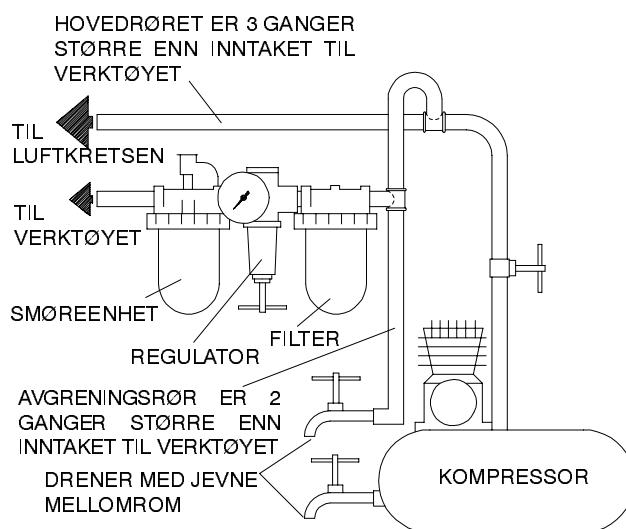 HOVEDRØRET ER 3 GANGER
STØRRE ENN INNTAKET TIL
VERKTØYET
TIL
LUFTKRETSEN
TIL
VERKTØYET
SMØREENHET
REGULATOR
FILTER
AVGRENINGSRØR ER 2
GANGER STØRRE ENN
INNTAKET TIL VERKTØYET
DRENER MED JEVNE
MELLOMROM
KOMPRESSOR